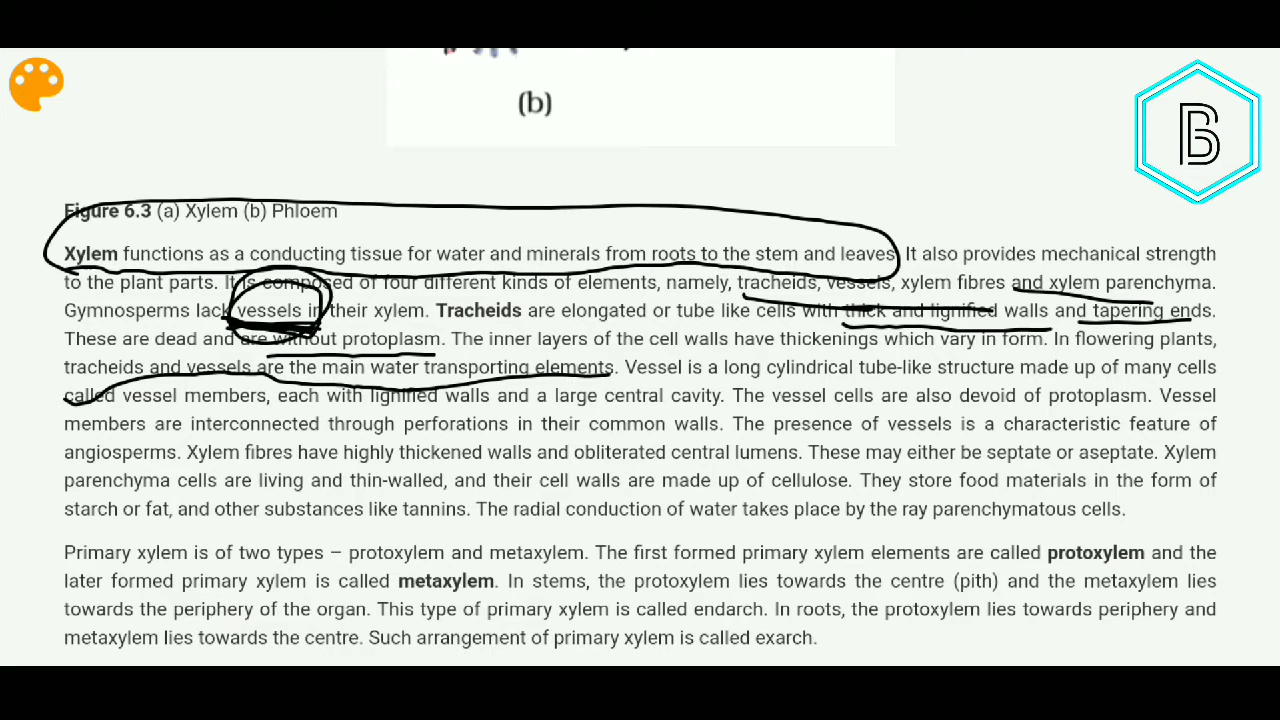 (b)
B
Figure 6.3 (a) Xylem (b) Phloem
Xylem functions as a conducting tissue for water and minerals from roots to the stem and leaves. It also provides mechanical strength
to the plant parts. It is composed of four different kinds of elements, namely, tracheids, vessels, xylem fibres and xylem parenchyma.
Gymnosperms lack vessels in their xylem. Tracheids are elongated or tube like cells with thick and lignified walls and tapering ends.
These are dead and are without protoplasm. The inner layers of the cell walls have thickenings which vary in form. In flowering plants,
tracheids and vessels are the main water transporting elements. Vessel is a long cylindrical tube-like structure made up of many cells
called vessel members, each with lignified walls and a large central cavity. The vessel cells are also devoid of protoplasm. Vessel
members are interconnected through perforations in their common walls. The presence of vessels is a characteristic feature of
angiosperms. Xylem fibres have highly thickened walls and obliterated central lumens. These may either be septate or aseptate. Xylem
parenchyma cells are living and thin-walled, and their cell walls are made up of cellulose. They store food materials in the form of
starch or fat, and other substances like tannins. The radial conduction of water takes place by the ray parenchymatous cells.
Primary xylem is of two types – protoxylem and metaxylem. The first formed primary xylem elements are called protoxylem and the
later formed primary xylem is called metaxylem. In stems, the protoxylem lies towards the centre (pith) and the metaxylem lies
towards the periphery of the organ. This type of primary xylem is called endarch. In roots, the protoxylem lies towards periphery and
metaxylem lies towards the centre. Such arrangement of primary xylem is called exarch.